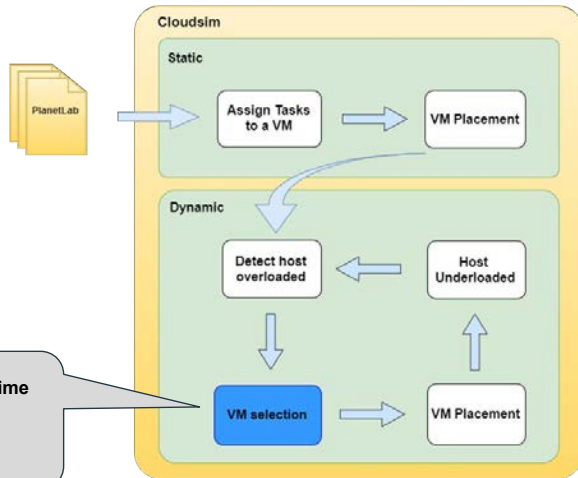 Cloudsim
Static
PlanetLab
Assign Tasks
to a VM
VM Placement
Dynamic
Detect host
overloaded
Host
Underloaded
ime
VM selection
VM Placement